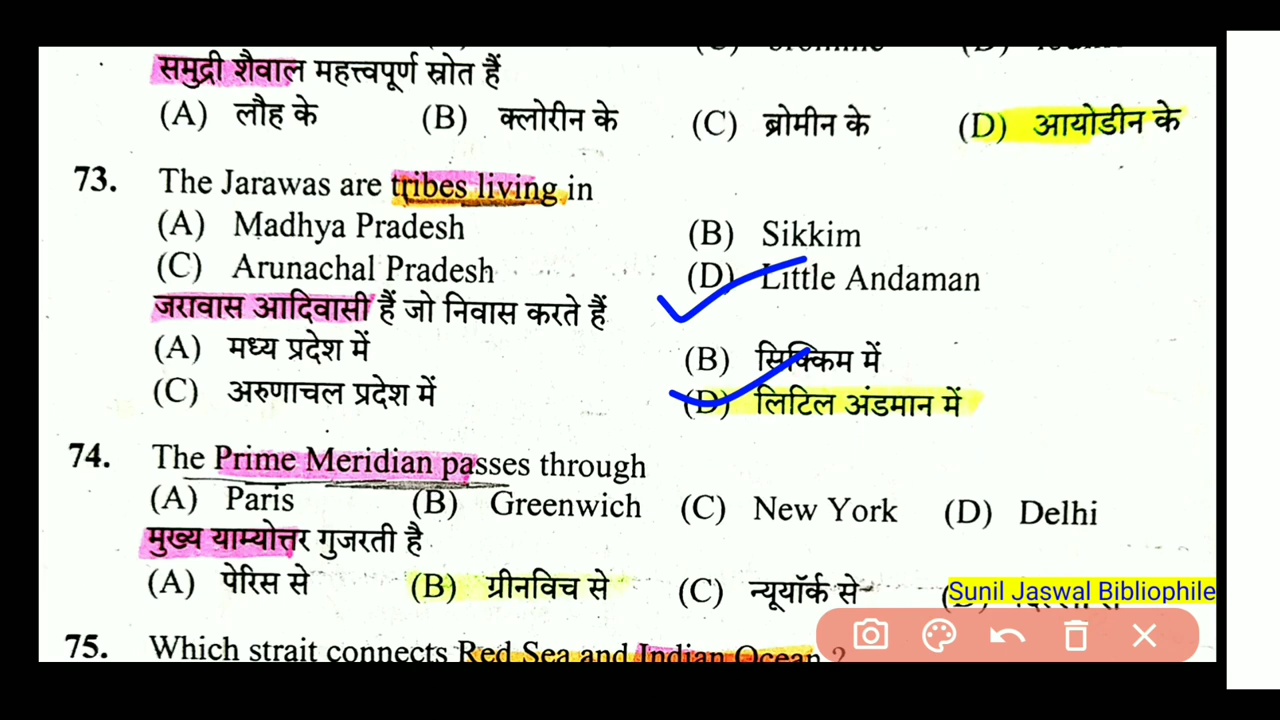 समुद्री शैवाल महत्त्वपूर्ण स्रोत हैं
(A) लौह के (B) क्लोरीन के (C) ब्रोमीन के (D) आयोडीन के
73. The Jarawas are tribes living in
(A) Madhya Pradesh (B) Sikkim
(C) Arunachal Pradesh (D) Little Andaman
जरावास आदिवासी हैं जो निवास करते हैं
(A) मध्य प्रदेश में (B) सिक्किम में
(C) अरुणाचल प्रदेश में (D) लिटिल अंडमान में
74. The Prime Meridian passes through
(A) Paris (B) Greenwich (C) New York (D) Delhi
मुख्य याम्योत्तर गुजरती है
(A) पेरिस से (B) ग्रीनविच से (C) न्यूयॉर्क से
Sunil Jaswal Bibliophile
75. Which strait connects Red Sea and Indian Ocean ?